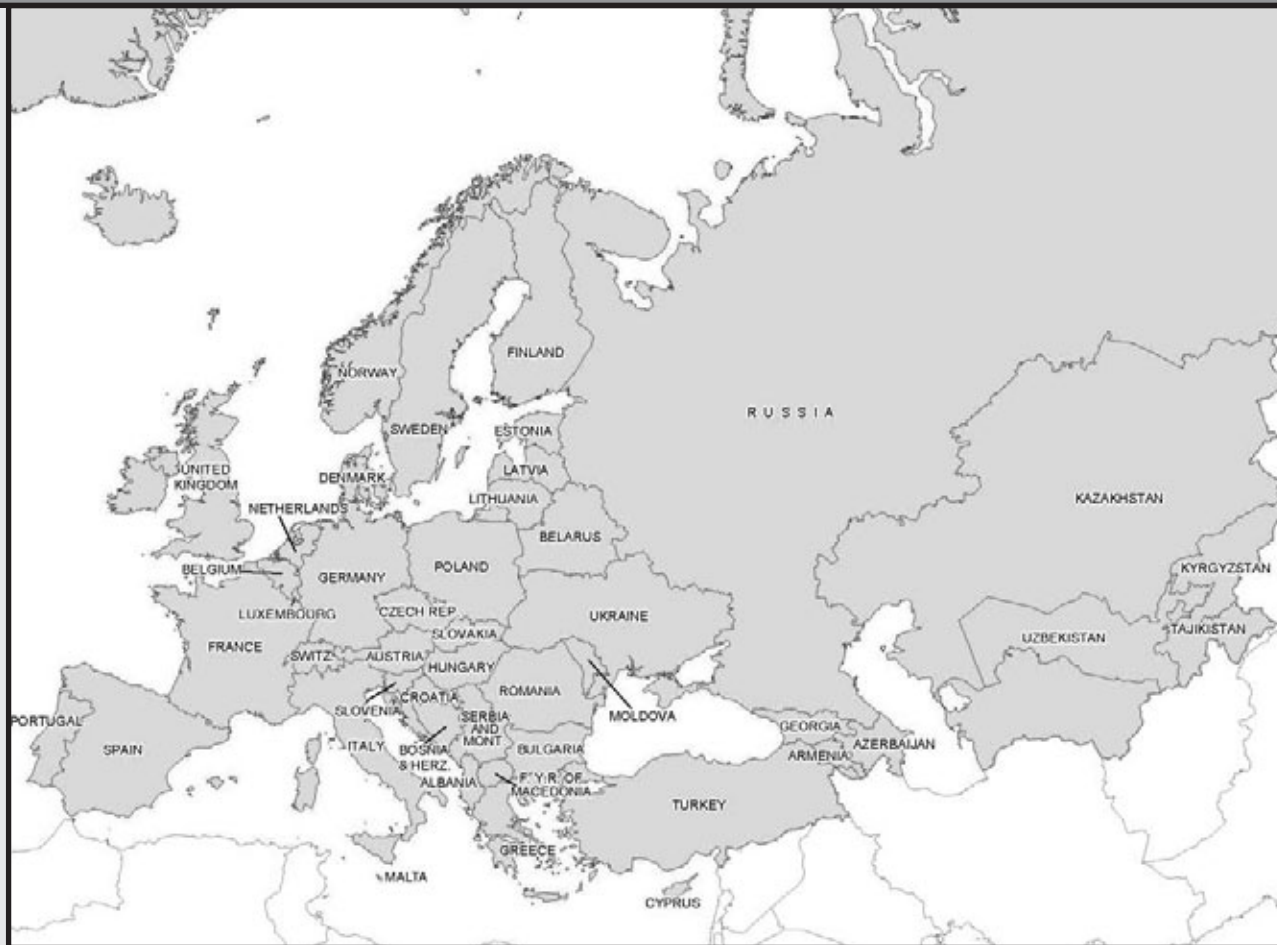 FINLAND
NORWAY
RUSSIA
SWEDEN
ESTONIA
UNITED
KINGDOM
DENMARK
LATVIA
LITHUANIA
KAZAKHSTAN
NETHERLANDS
BELARUS
BELGIUM
GERMANY
POLAND
KYRGYZSTAN
LUXEMBOURG
CZECH REP.
UKRAINE
SLOVAKIA
TAJIKISTAN
UZBEKISTAN
FRANCE
SWITZ.
AUSTRIA
HUNGARY
ROMANIA
CROATIA
SLOVENIA
MOLDOVA
PORTUGAL
SERBIA
AND
MONT
GEORGIA
SPAIN
ITALY
BOSNIA
& HERZ.
BULGARIA
AZERBAIJAN
ARMENIA
ALBANIA
F.Y.R. OF
MACEDONIA
TURKEY
GREECE
MALTA
CYPRUS